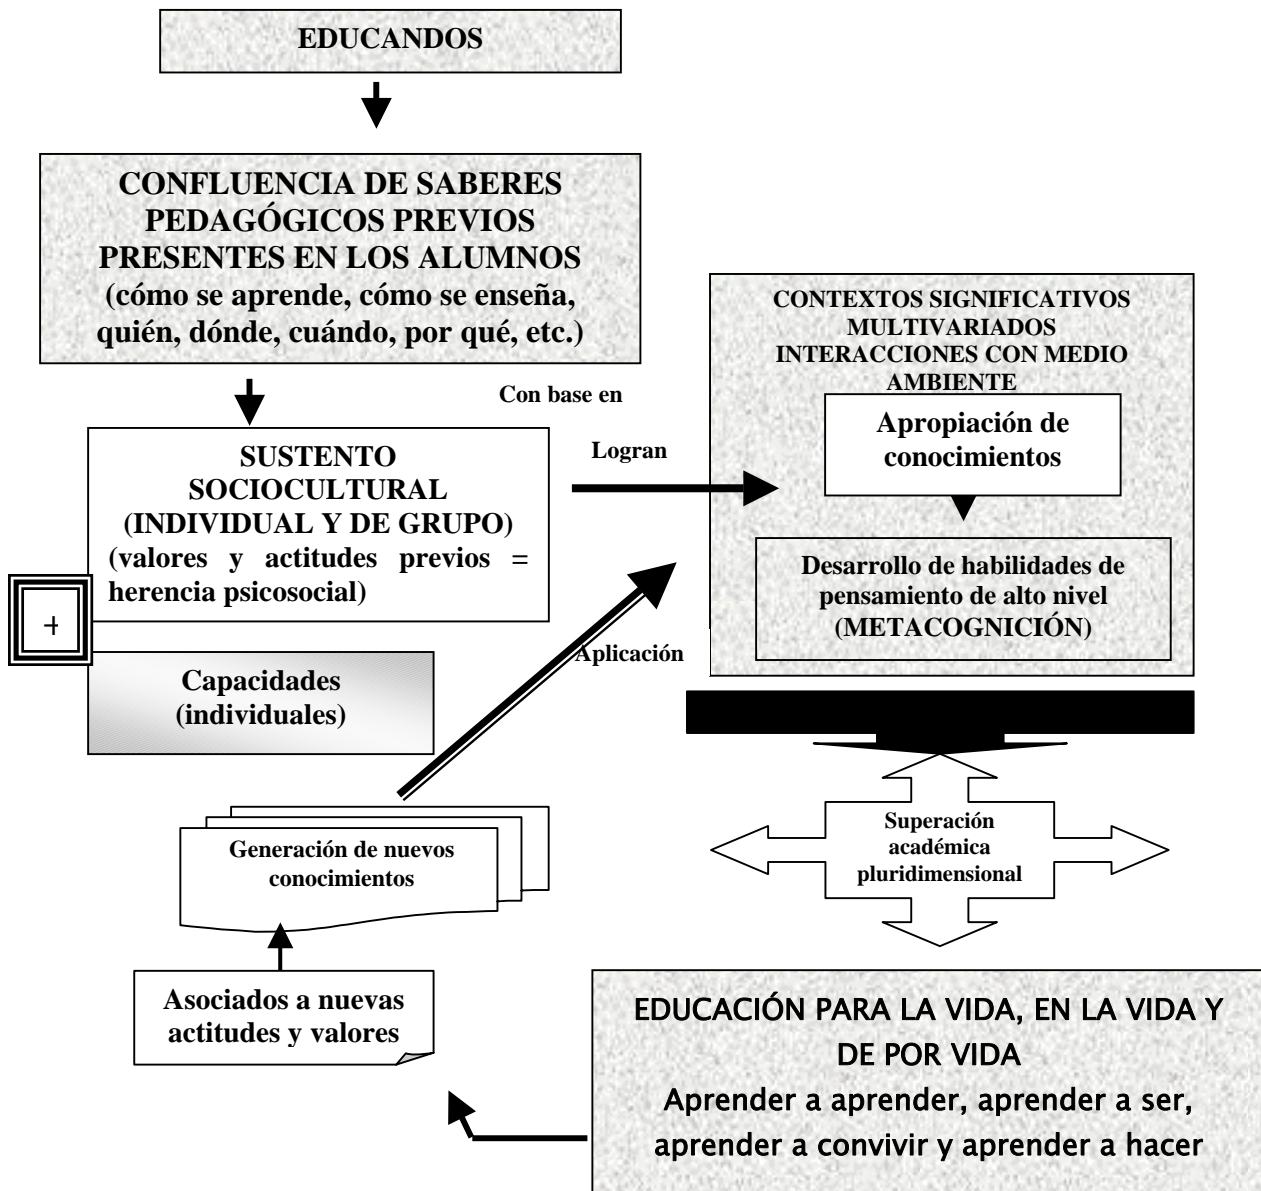 EDUCANDOS
CONFLUENCIA DE SABERES
PEDAGÓGICOS PREVIOS
PRESENTES EN LOS ALUMNOS
(cómo se aprende, cómo se enseña,
quién, dónde, cuándo, por qué, etc.)
Con base en
SUSTENTO
SOCIOCULTURAL
(INDIVIDUAL Y DE GRUPO)
(valores y actitudes previos =
herencia psicosocial)
+
Capacidades
(individuales)
Logran
CONTEXTOS SIGNIFICATIVOS
MULTIVARIADOS
INTERACCIONES CON MEDIO
AMBIENTE
Apropiación de
conocimientos
Desarrollo de habilidades de
pensamiento de alto nivel
(METACOGNICIÓN)
Aplicación
Generación de nuevos
conocimientos
Asociados a nuevas
actitudes y valores
Superación
académica
pluridimensional
EDUCACIÓN PARA LA VIDA, EN LA VIDA Y
DE POR VIDA
Aprender a aprender, aprender a ser,
aprender a convivir y aprender a hacer